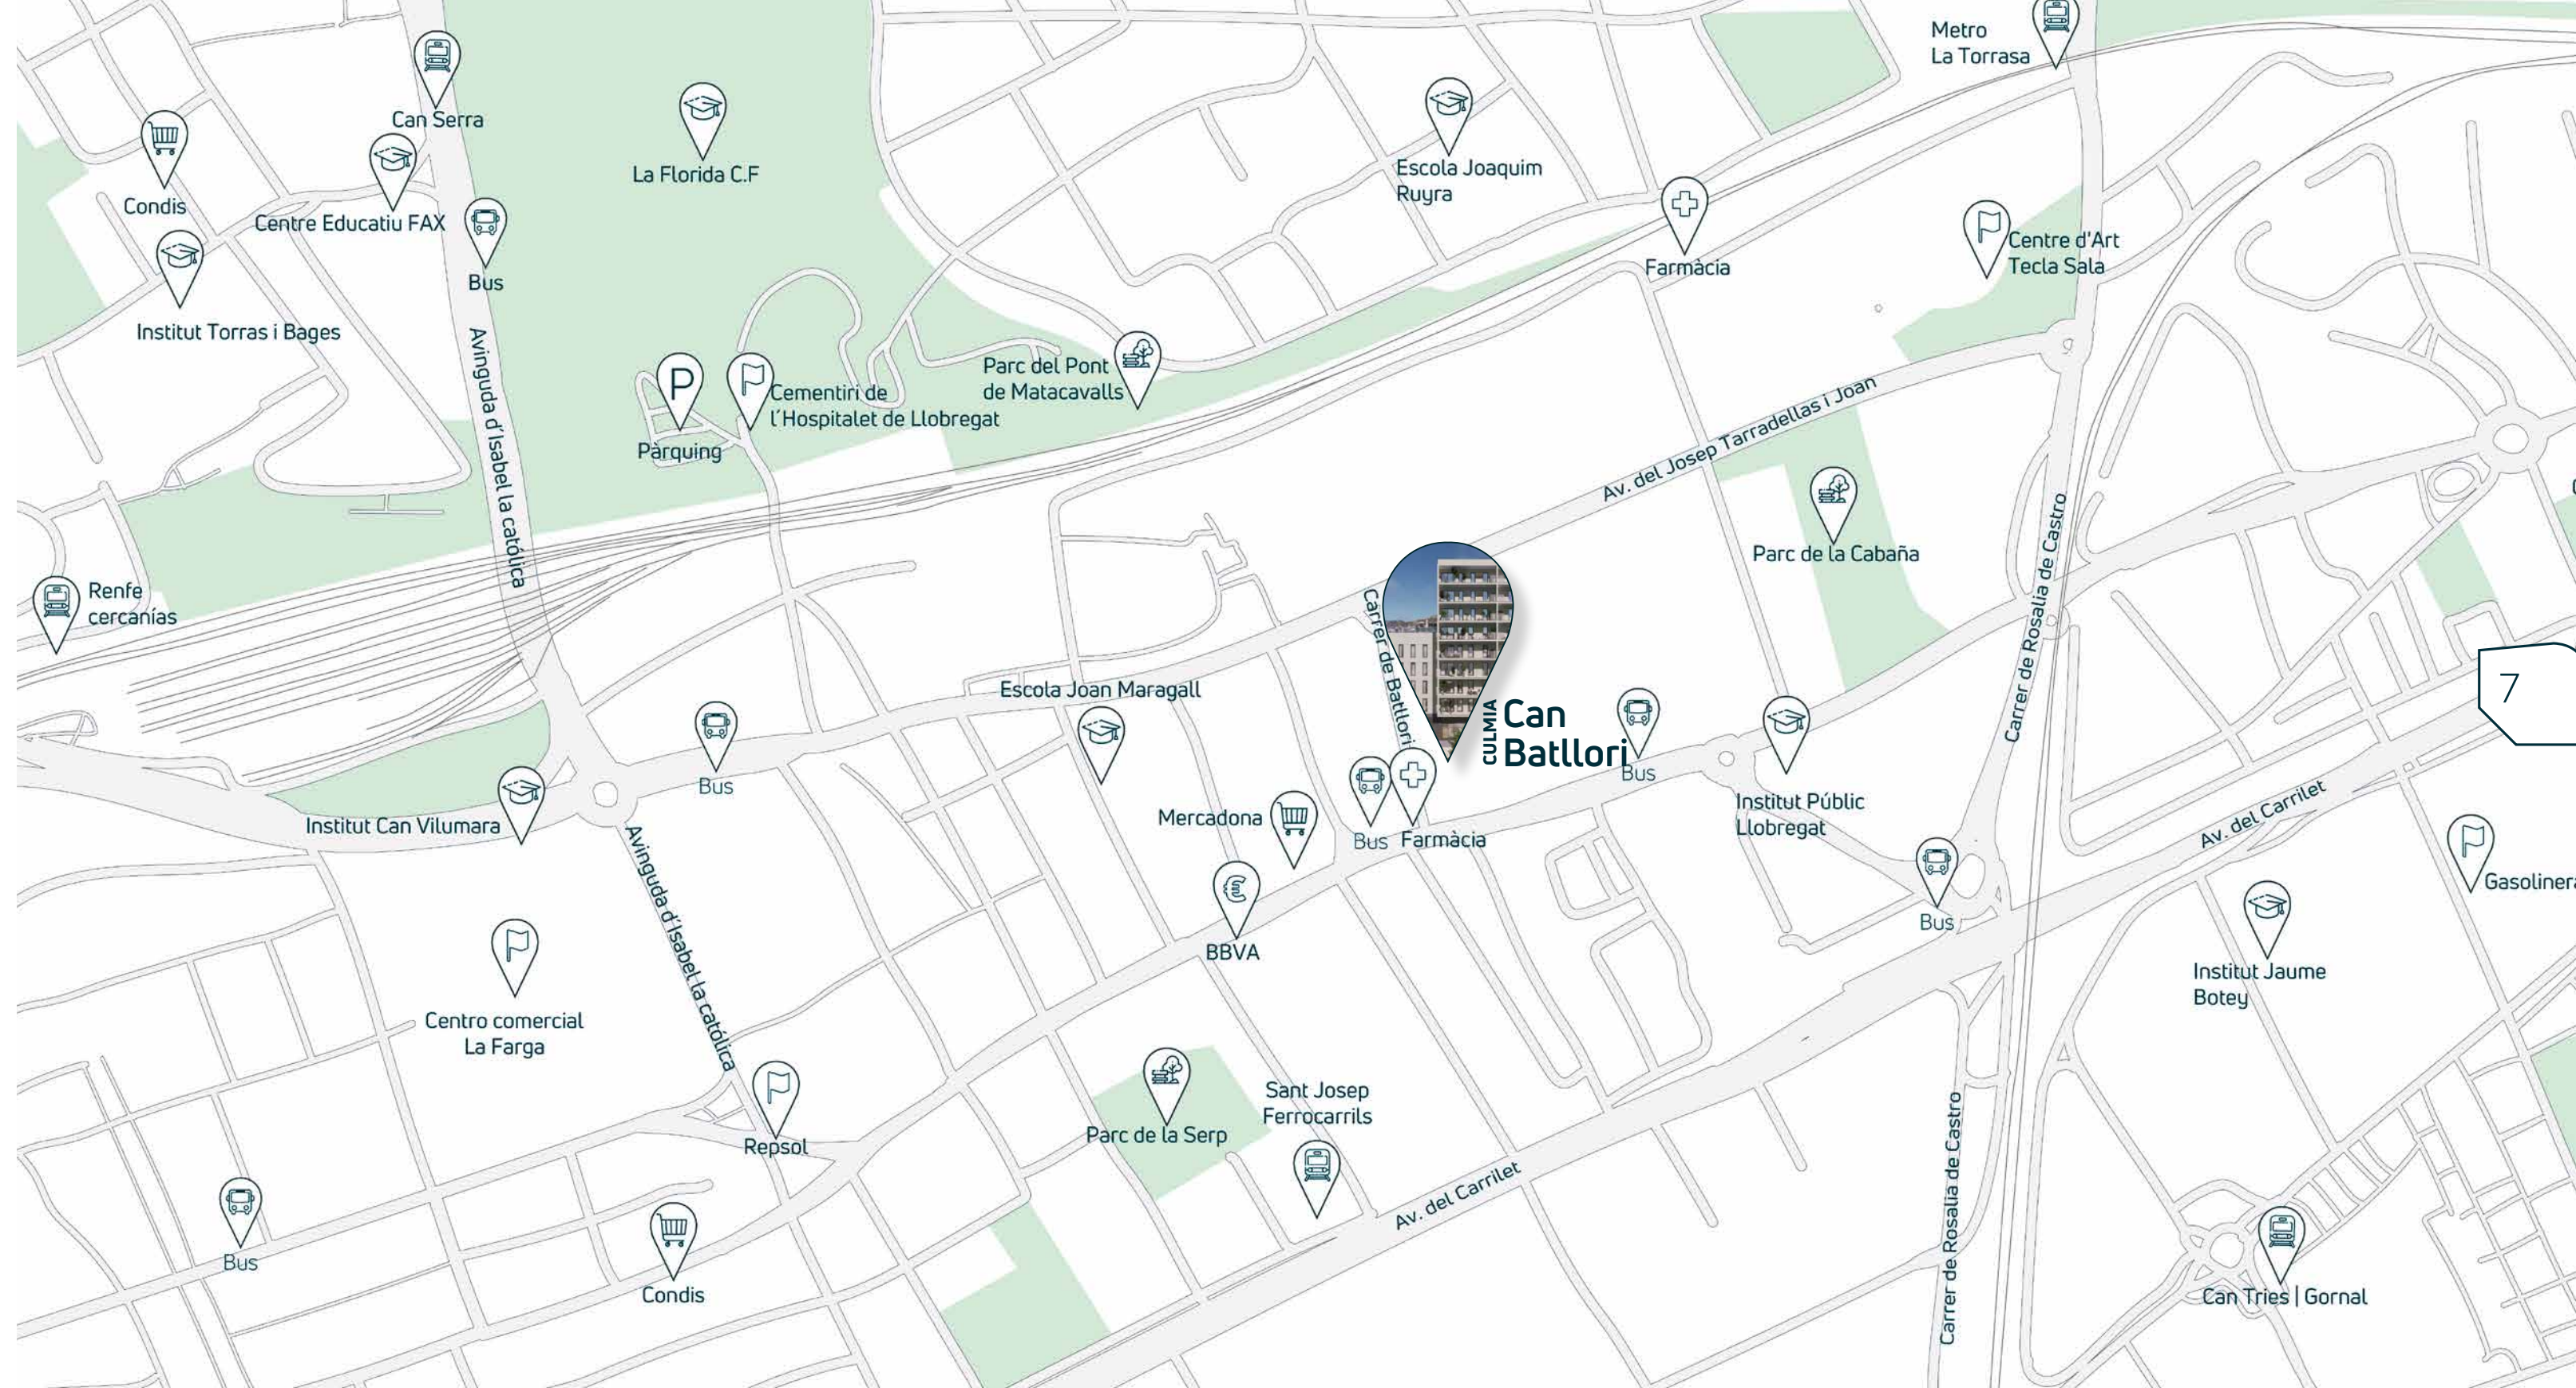 Metro
La Torrasa
Can Serra
Condis
Centre Educatiu FAX
La Florida C.F
Escola Joaquim
Ruyra
Farmàcia
Centre d'Art
Tecla Sala
Bus
Institut Torras i Bages
Avinguda d'Isabel la católica
P
Pàrquing
Cementiri de
l´Hospitalet de Llobregat
Parc del Pont
de Matacavalls
Av. del Josep Tarradellas i Joan
Parc de la Cabaña
Renfe
cercanías
Carrer de Batllori
Carrer de Rosalia de Castro
Escola Joan Maragall
CULMIA
Can
Batllori
7
Bus
Bus
Institut Can Vilumara
Mercadona
Bus
Farmàcia
Institut Públic
Llobregat
Av. del Carrilet
Avinguda d'Isabel la católica
€
BBVA
Bus
Gasolinera
Institut Jaume
Botey
Centro comercial
La Farga
Repsol
Parc de la Serp
Sant Josep
Ferrocarrils
Av. del Carrilet
Carrer de Rosalia de Castro
Bus
Condis
Can Tries | Gornal